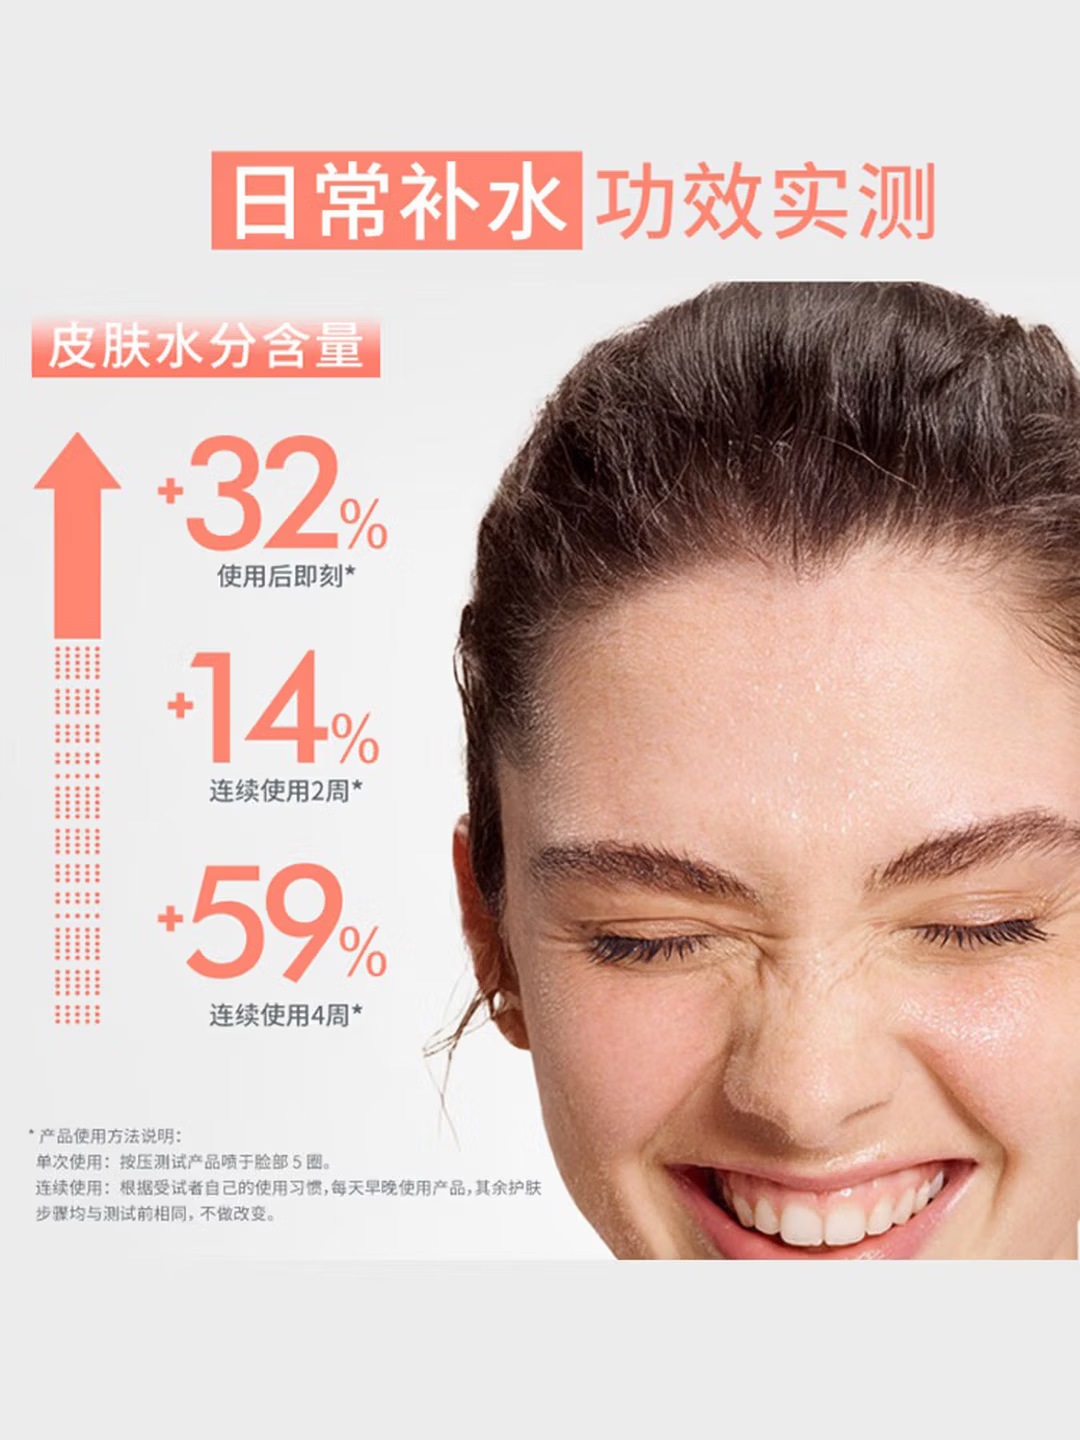 日常补水 功效实测
皮肤水分含量
+32%
使用后即刻*
+14%
连续使用2周*
+59%
连续使用4周*
* 产品使用方法说明：
单次使用：按压测试产品喷于脸部 5 圈。
连续使用：根据受试者自己的使用习惯,每天早晚使用产品,其余护肤
步骤均与测试前相同，不做改变。